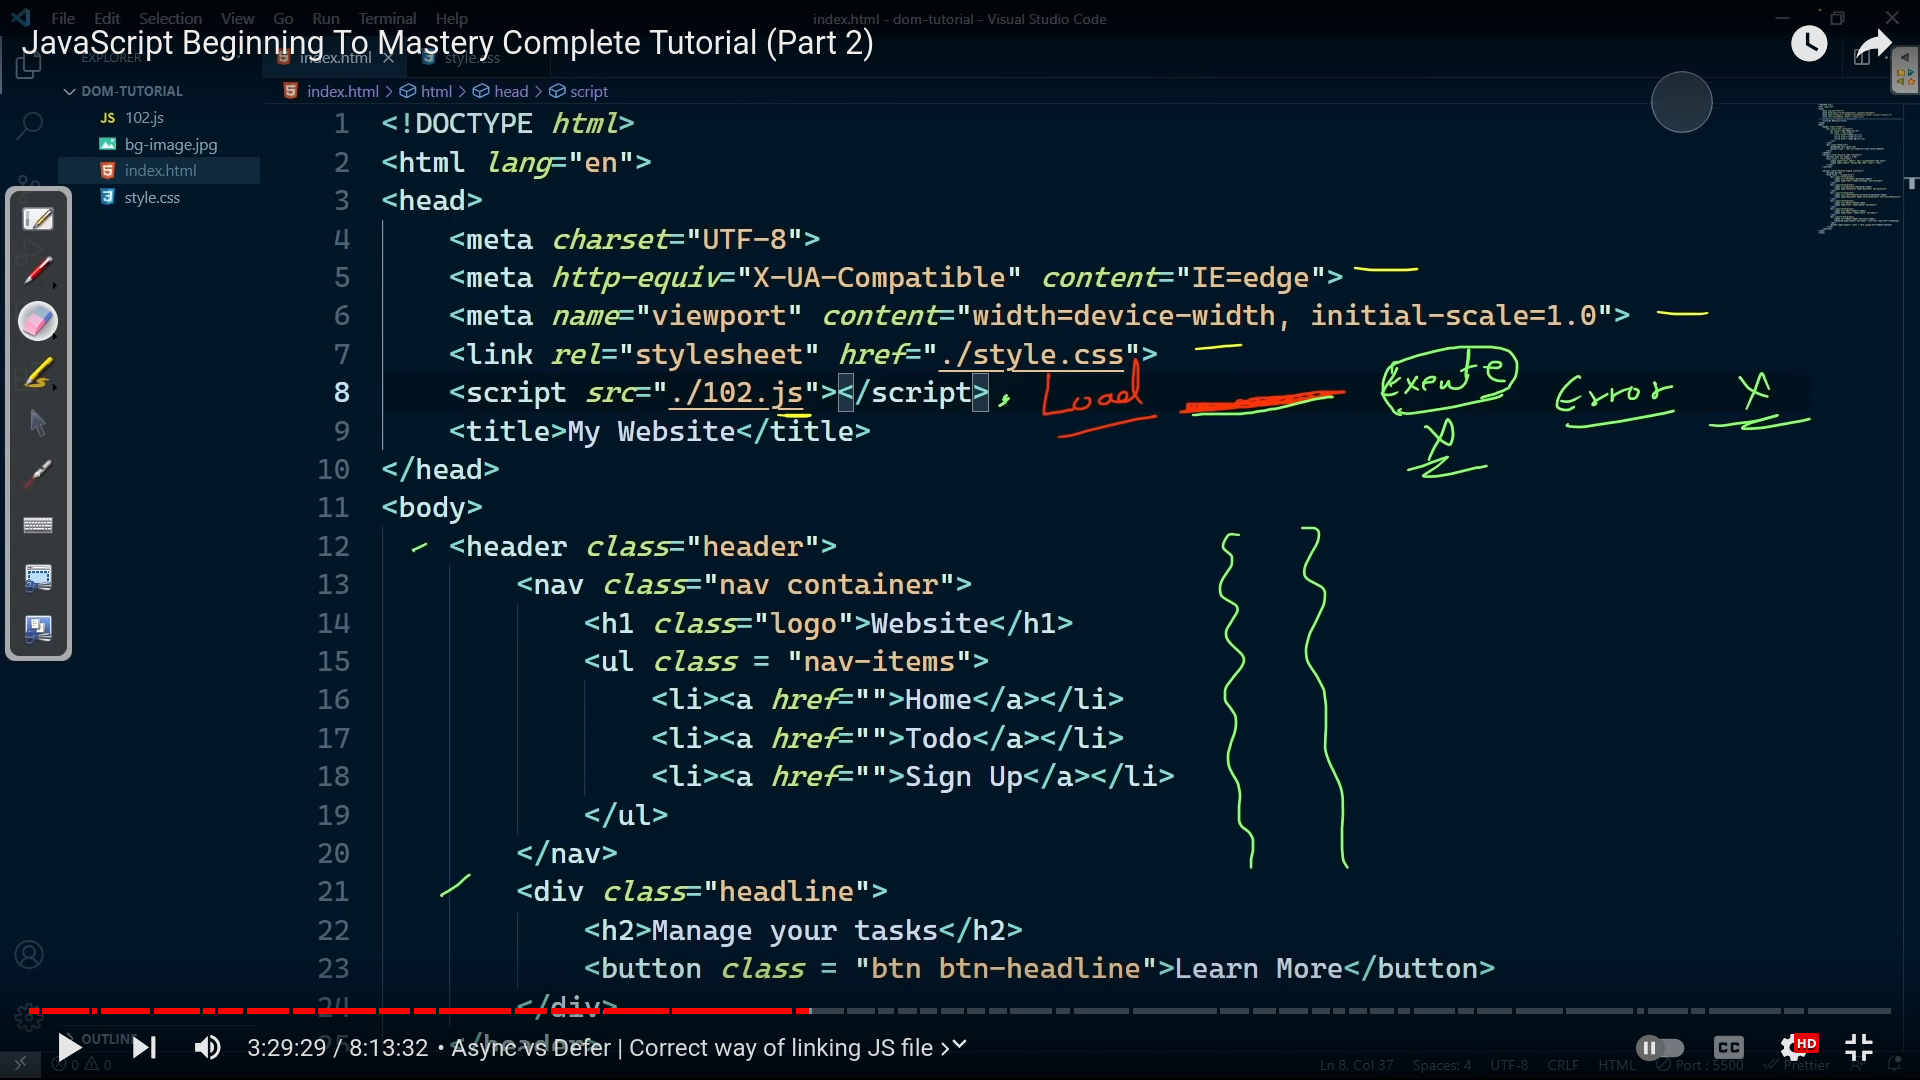 File Edit Selection View Go Run Terminal Help
index.html - dom-tutorial - Visual Studio Code
JavaScript Beginning To Mastery Complete Tutorial (Part 2)
EXPLORER
index.html
style.css
DOM-TUTORIAL
index.html > html > head > script
JS 102.js
bg-image.jpg
index.html
style.css
1 <!DOCTYPE html>
2 <html lang="en">
3 <head>
4 <meta charset="UTF-8">
5 <meta http-equiv="X-UA-Compatible" content="IE=edge">
6 <meta name="viewport" content="width=device-width, initial-scale=1.0">
7 <link rel="stylesheet" href="./style.css">
8 <script src="./102.js"></script> Load Exeute Error X
X
9 <title>My Website</title>
10 </head>
11 <body>
12 <header class="header">
13 <nav class="nav container">
14 <h1 class="logo">Website</h1>
15 <ul class = "nav-items">
16 <li><a href="">Home</a></li>
17 <li><a href="">Todo</a></li>
18 <li><a href="">Sign Up</a></li>
19 </ul>
20 </nav>
21 <div class="headline">
22 <h2>Manage your tasks</h2>
23 <button class = "btn btn-headline">Learn More</button>
24 </div>
25 </header>
OUTLINE
3:29:29 / 8:13:32 • Async vs Defer | Correct way of linking JS file >
CC
HD
0 0
Ln 8, Col 37 Spaces: 4 UTF-8 CRLF HTML Port : 5500 Prettier